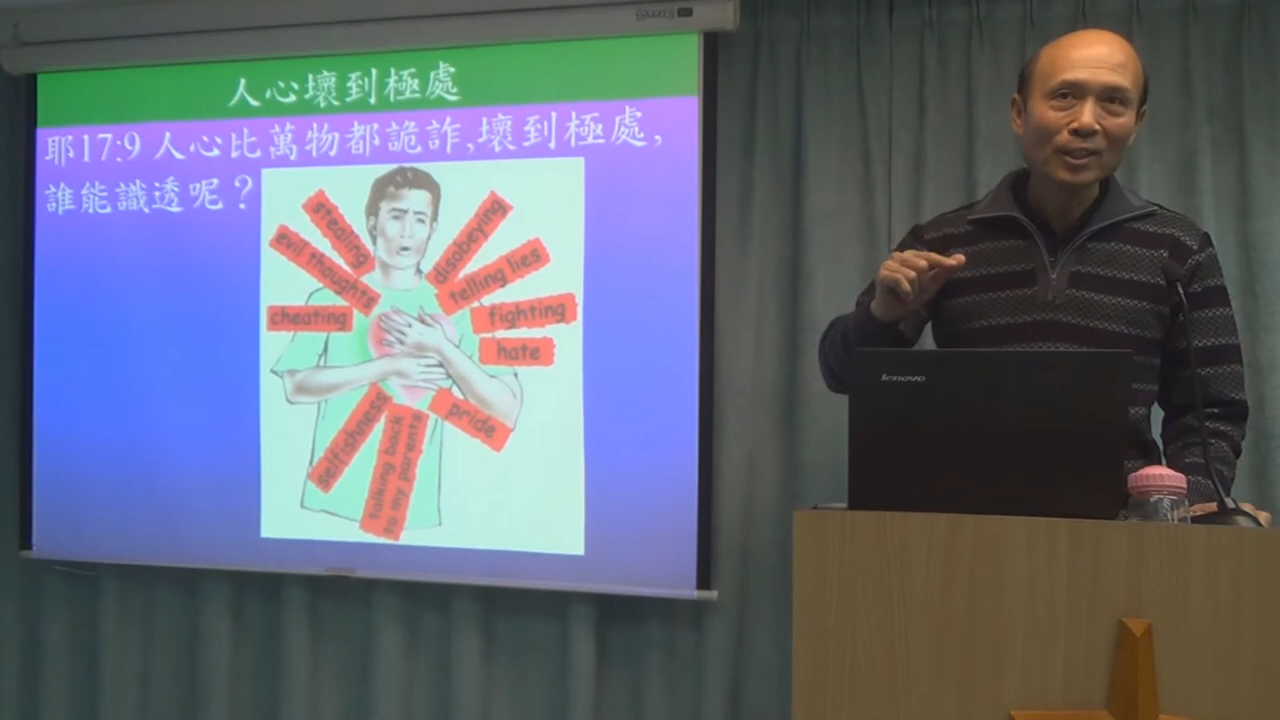 人心壞到極處
耶17:9 人心比萬物都詭詐,壞到極處,
誰能識透呢？
stealing
disobeying
evil thoughts
telling lies
cheating
fighting
hate
selfishness
talking back
to my parents
pride
lenovo